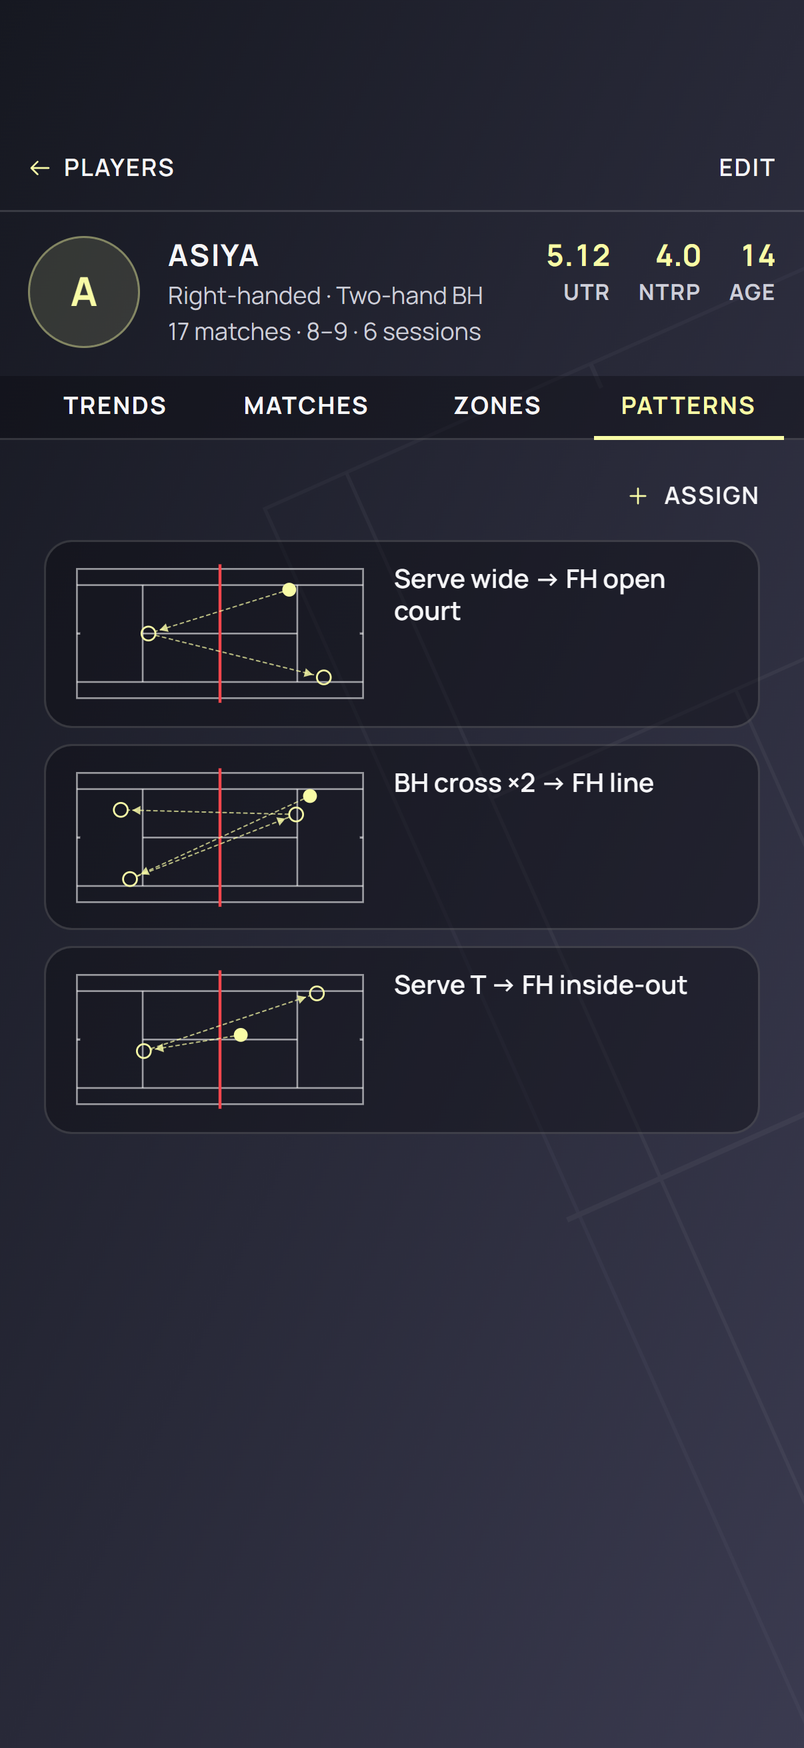 ← PLAYERS
EDIT
A
ASIYA
Right-handed · Two-hand BH
17 matches · 8–9 · 6 sessions
5.12
UTR
4.0
NTRP
14
AGE
TRENDS
MATCHES
ZONES
PATTERNS
+ ASSIGN
Serve wide → FH open
court
BH cross ×2 → FH line
Serve T → FH inside-out